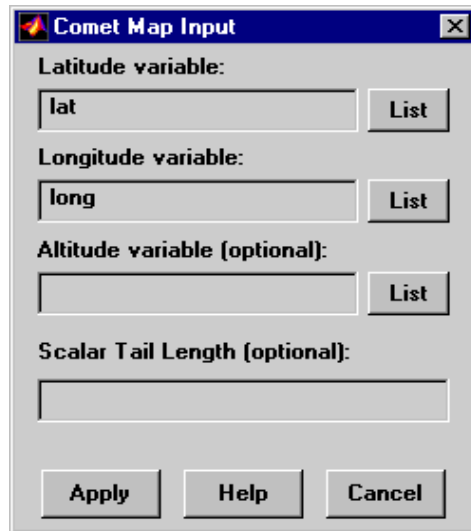 Comet Map Input
Latitude variable:
lat List
Longitude variable:
long List
Altitude variable (optional):
List
Scalar Tail Length (optional):
Apply Help Cancel